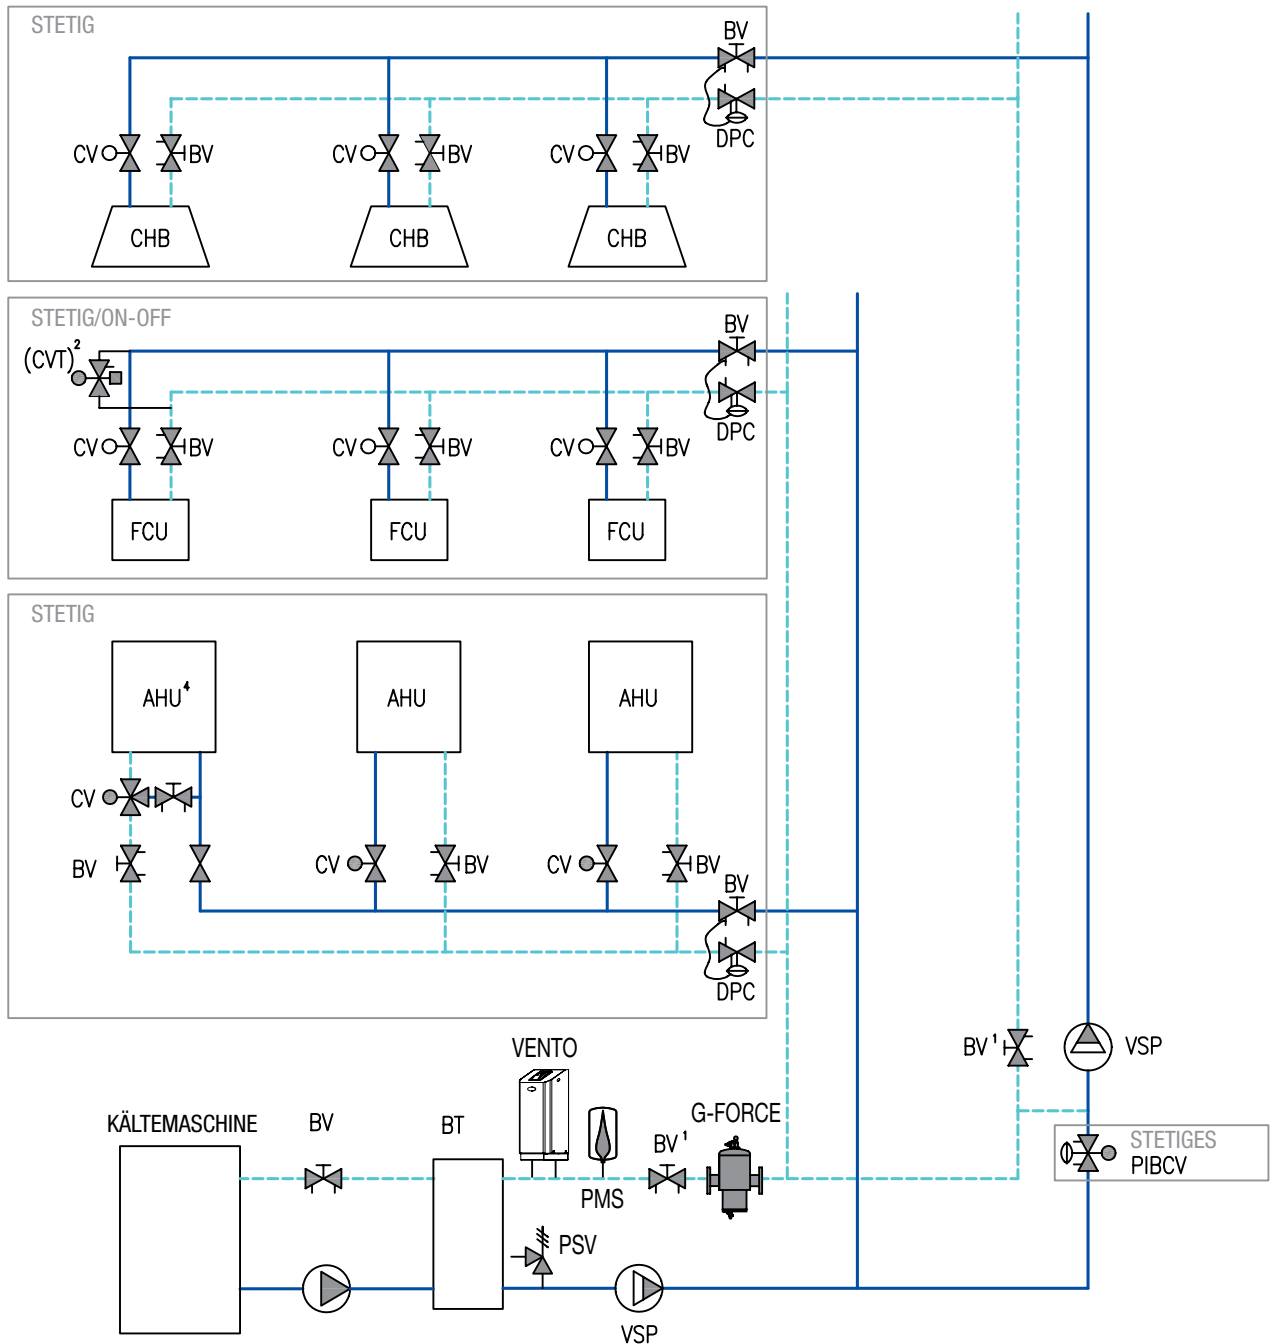 STETIG
BV
DPC
CV
BV
CV
BV
CV
BV
CHB
CHB
CHB
STETIG/ON-OFF
(CVT)²
BV
DPC
CV
BV
CV
BV
CV
BV
FCU
FCU
FCU
STETIG
AHU⁴
AHU
AHU
CV
BV
CV
BV
CV
BV
BV
DPC
BV¹
VSP
VENTO
KÄLTEMASCHINE
BV
BT
G-FORCE
BV¹
PMS
STETIGES
PIBCV
PSV
VSP